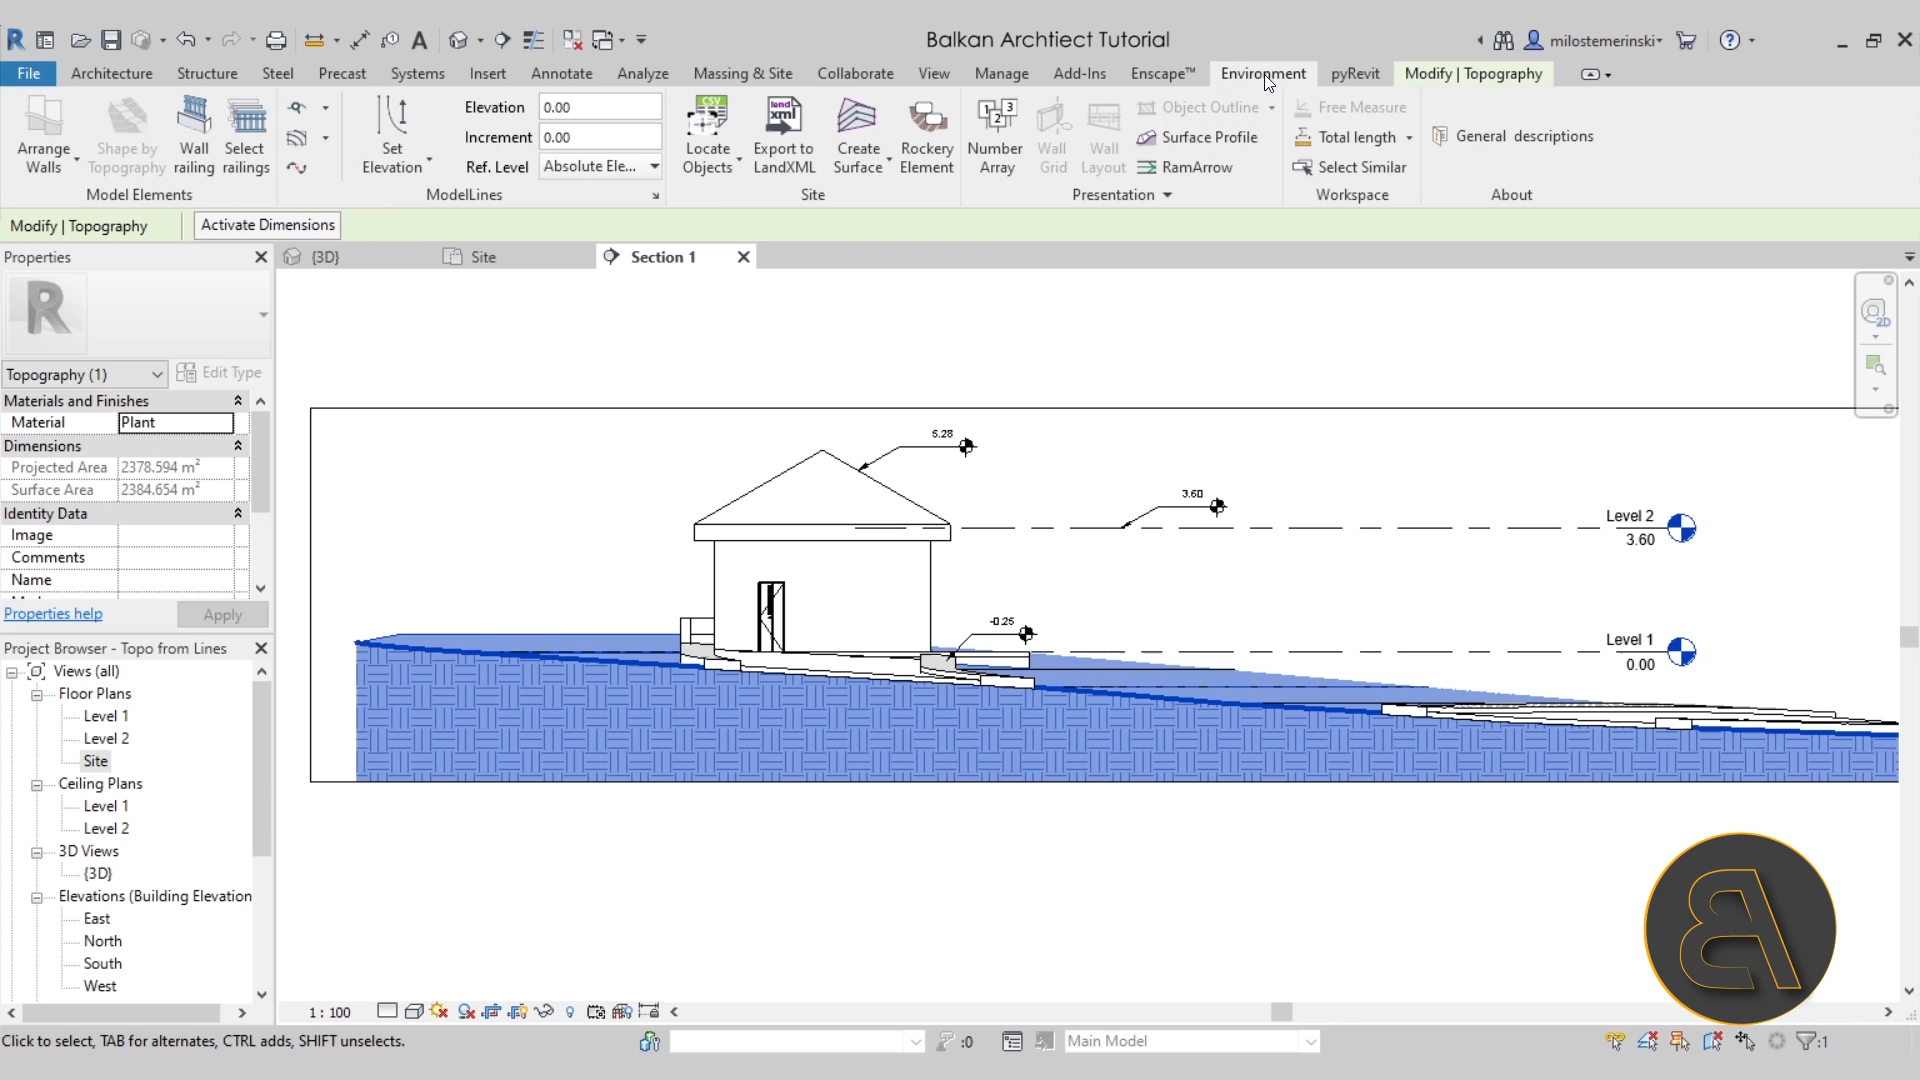 Balkan Archtiect Tutorial
milostemerinski
File Architecture Structure Steel Precast Systems Insert Annotate Analyze Massing & Site Collaborate View Manage Add-Ins Enscape™ Environment pyRevit Modify | Topography
Arrange Walls
Shape by Topography
Wall railing
Select railings
Model Elements
Set Elevation
Elevation 0.00
Increment 0.00
Ref. Level Absolute Ele...
ModelLines
Locate Objects
Export to LandXML
Create Surface
Rockery Element
Site
Number Array
Wall Grid
Wall Layout
Object Outline
Surface Profile
RamArrow
Presentation
Free Measure
Total length
Select Similar
Workspace
General descriptions
About
Modify | Topography
Activate Dimensions
Properties
{3D}
Site
Section 1
Topography (1)
Edit Type
Materials and Finishes
Material Plant
Dimensions
Projected Area 2378.594 m²
Surface Area 2384.654 m²
Identity Data
Image
Comments
Name
Properties help
Apply
Project Browser - Topo from Lines
Views (all)
Floor Plans
Level 1
Level 2
Site
Ceiling Plans
Level 1
Level 2
3D Views
{3D}
Elevations (Building Elevation
East
North
South
West
5.28
3.60
-0.25
Level 2
3.60
Level 1
0.00
2D
1 : 100
Click to select, TAB for alternates, CTRL adds, SHIFT unselects.
:0
Main Model
:1